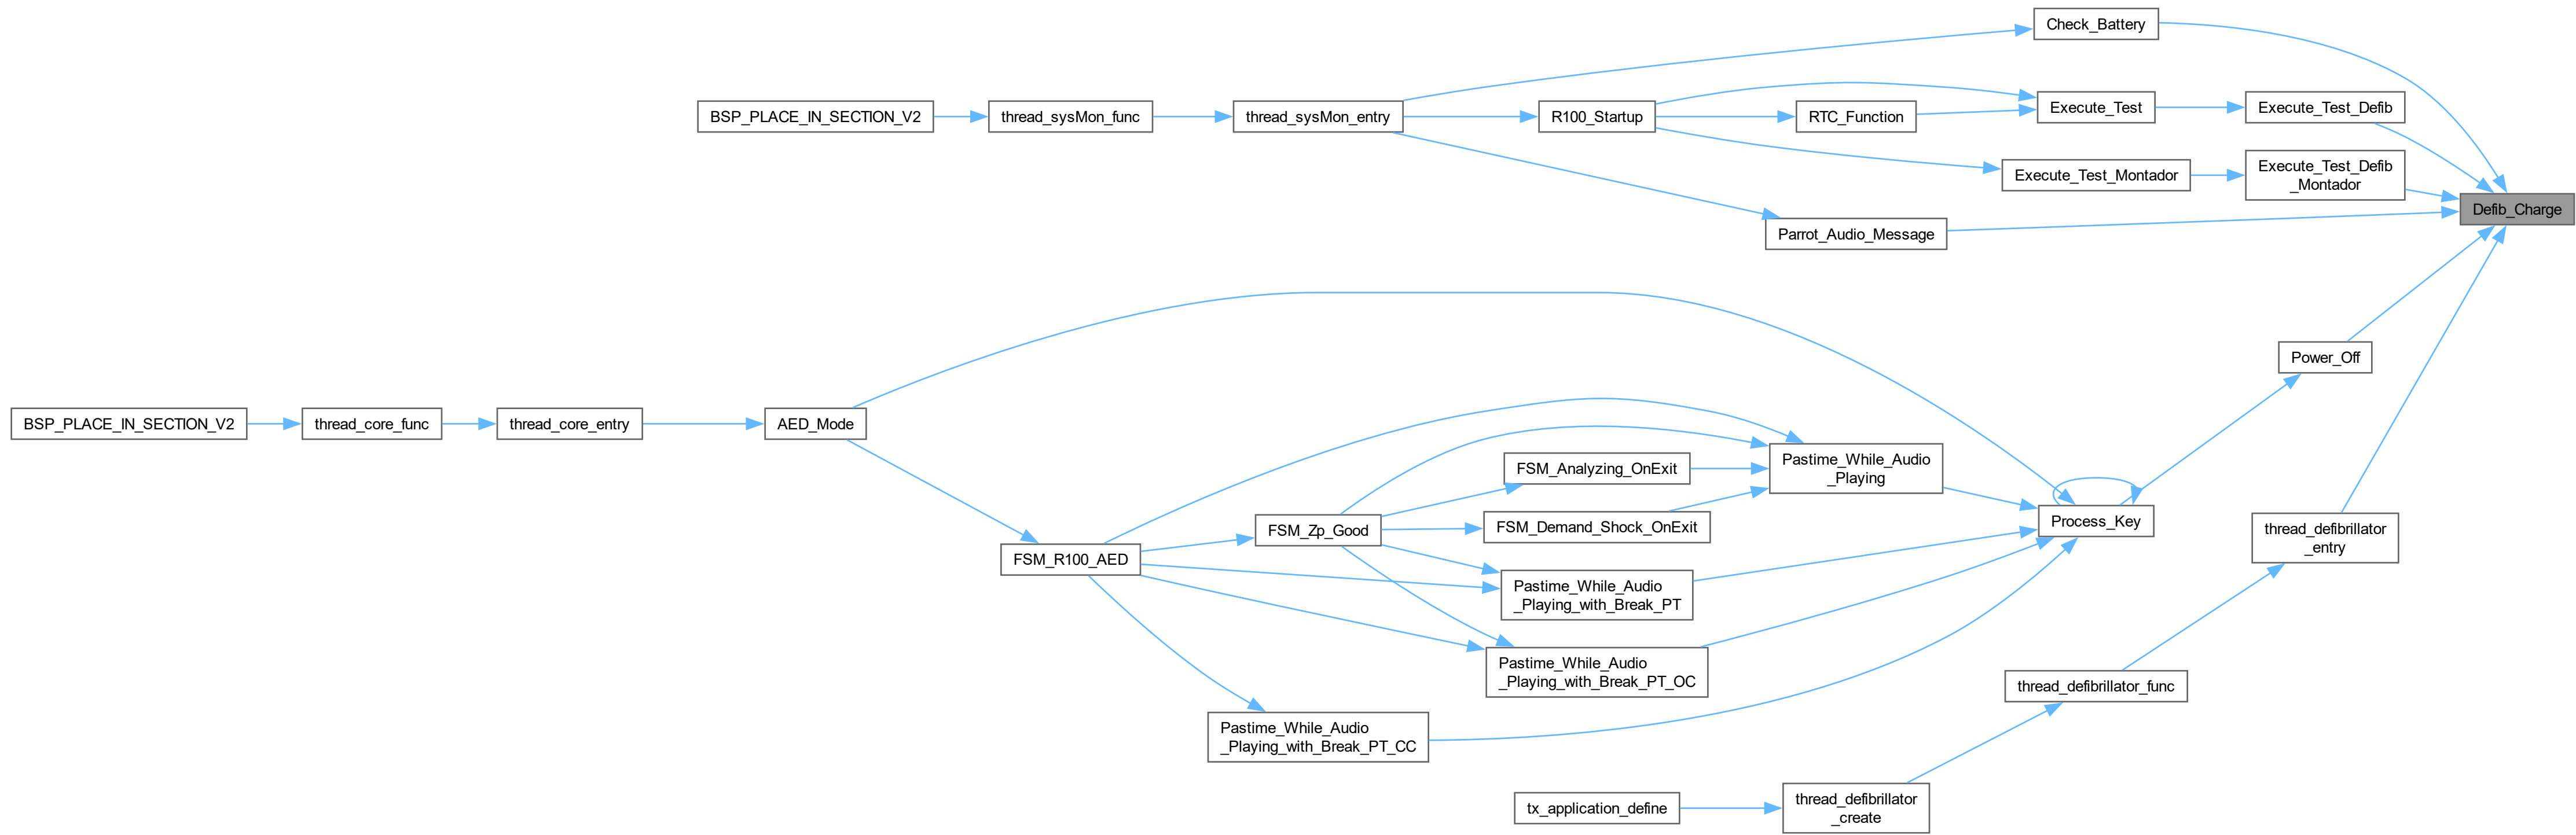 Check_Battery
BSP_PLACE_IN_SECTION_V2
thread_sysMon_func
thread_sysMon_entry
R100_Startup
RTC_Function
Execute_Test
Execute_Test_Defib
Execute_Test_Montador
Execute_Test_Defib
_Montador
Defib_Charge
Parrot_Audio_Message
Power_Off
BSP_PLACE_IN_SECTION_V2
thread_core_func
thread_core_entry
AED_Mode
FSM_R100_AED
FSM_Zp_Good
FSM_Analyzing_OnExit
FSM_Demand_Shock_OnExit
Pastime_While_Audio
_Playing
Pastime_While_Audio
_Playing_with_Break_PT
Pastime_While_Audio
_Playing_with_Break_PT_OC
Pastime_While_Audio
_Playing_with_Break_PT_CC
Process_Key
thread_defibrillator
_entry
thread_defibrillator_func
thread_defibrillator
_create
tx_application_define